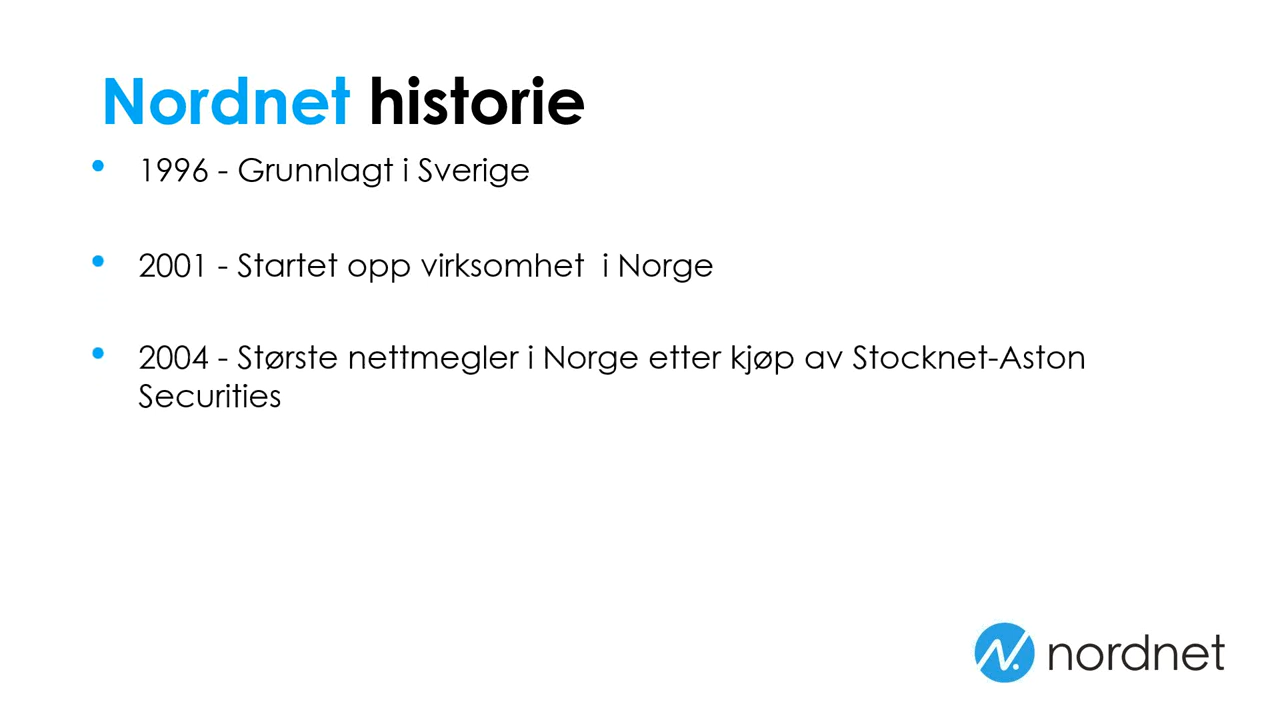 Nordnet historie
• 1996 - Grunnlagt i Sverige
• 2001 - Startet opp virksomhet  i Norge
• 2004 - Største nettmegler i Norge etter kjøp av Stocknet-Aston
Securities
nordnet